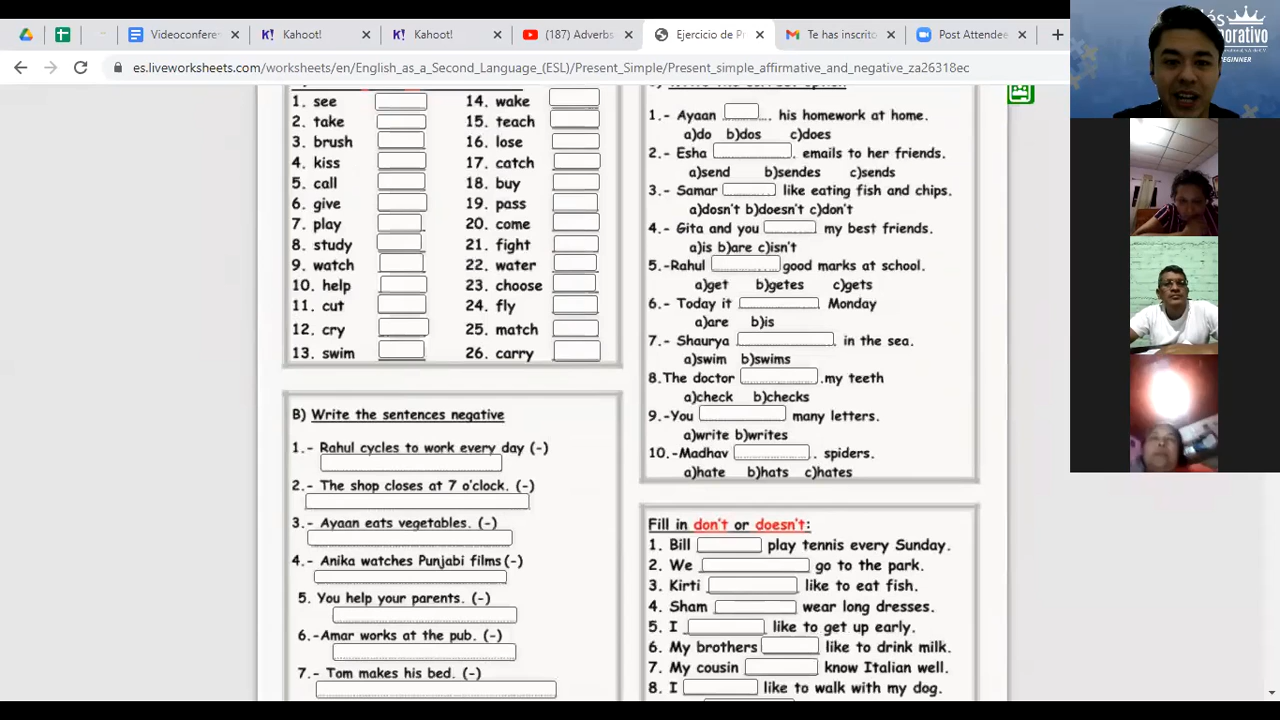 Videoconfere
Kahoot!
Kahoot!
(187) Adverbs
Ejercicio de Pr
Te has inscrito
Post Attendee
és
orativo
BEGINNER
es.liveworksheets.com/worksheets/en/English_as_a_Second_Language_(ESL)/Present_Simple/Present_simple_affirmative_and_negative_za26318ec
1. see
2. take
3. brush
4. kiss
5. call
6. give
7. play
8. study
9. watch
10. help
11. cut
12. cry
13. swim
14. wake
15. teach
16. lose
17. catch
18. buy
19. pass
20. come
21. fight
22. water
23. choose
24. fly
25. match
26. carry
B) Write the sentences negative
1.- Rahul cycles to work every day (-)
2.- The shop closes at 7 o'clock. (-)
3.- Ayaan eats vegetables. (-)
4.- Anika watches Punjabi films (-)
5. You help your parents. (-)
6.-Amar works at the pub. (-)
7.- Tom makes his bed. (-)
1.- Ayaan his homework at home.
a)do b)dos c)does
2.- Esha . emails to her friends.
a)send b)sendes c)sends
3.- Samar like eating fish and chips.
a)dosn't b)doesn't c)don't
4.- Gita and you my best friends.
a)is b)are c)isn't
5.-Rahul good marks at school.
a)get b)getes c)gets
6.- Today it Monday
a)are b)is
7.- Shaurya in the sea.
a)swim b)swims
8.The doctor .my teeth
a)check b)checks
9.-You many letters.
a)write b)writes
10.-Madhav . spiders.
a)hate b)hats c)hates
Fill in don't or doesn't:
1. Bill play tennis every Sunday.
2. We go to the park.
3. Kirti like to eat fish.
4. Sham wear long dresses.
5. I like to get up early.
6. My brothers like to drink milk.
7. My cousin know Italian well.
8. I like to walk with my dog.